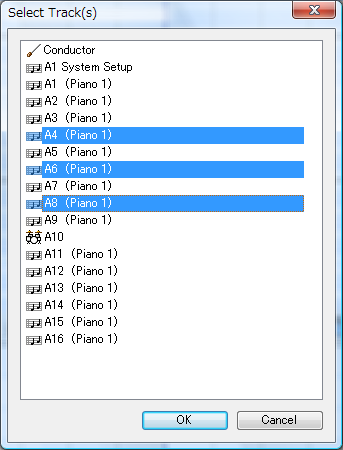 Select Track(s)
Conductor
A1 System Setup
A1 (Piano 1)
A2 (Piano 1)
A3 (Piano 1)
A4 (Piano 1)
A5 (Piano 1)
A6 (Piano 1)
A7 (Piano 1)
A8 (Piano 1)
A9 (Piano 1)
A10
A11 (Piano 1)
A12 (Piano 1)
A13 (Piano 1)
A14 (Piano 1)
A15 (Piano 1)
A16 (Piano 1)
OK Cancel